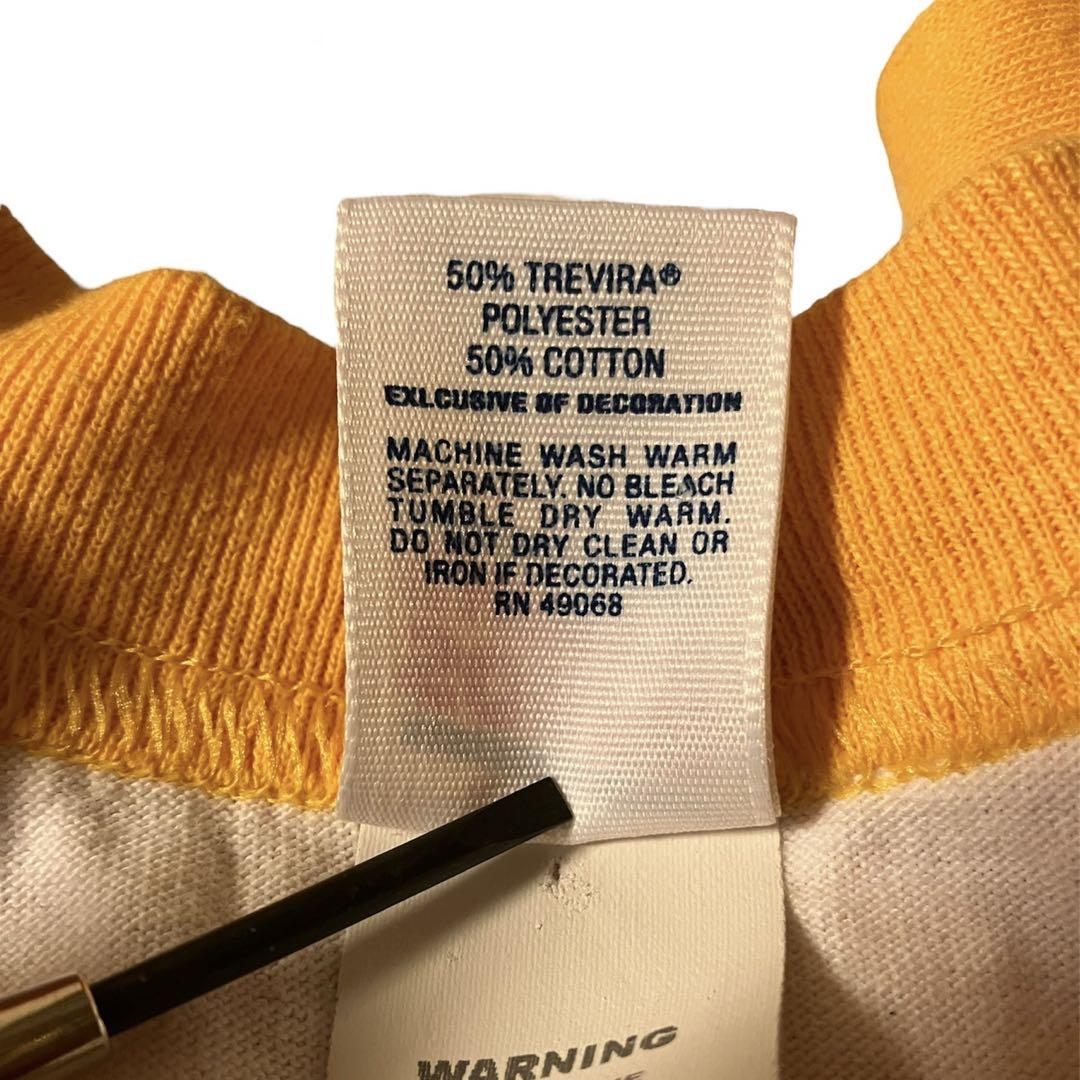 50% TREVIRA®
POLYESTER
50% COTTON
EXLCUSIVE OF DECORATION
MACHINE WASH WARM
SEPARATELY. NO BLEACH
TUMBLE DRY WARM.
DO NOT DRY CLEAN OR
IRON IF DECORATED.
RN 49068
WARNING